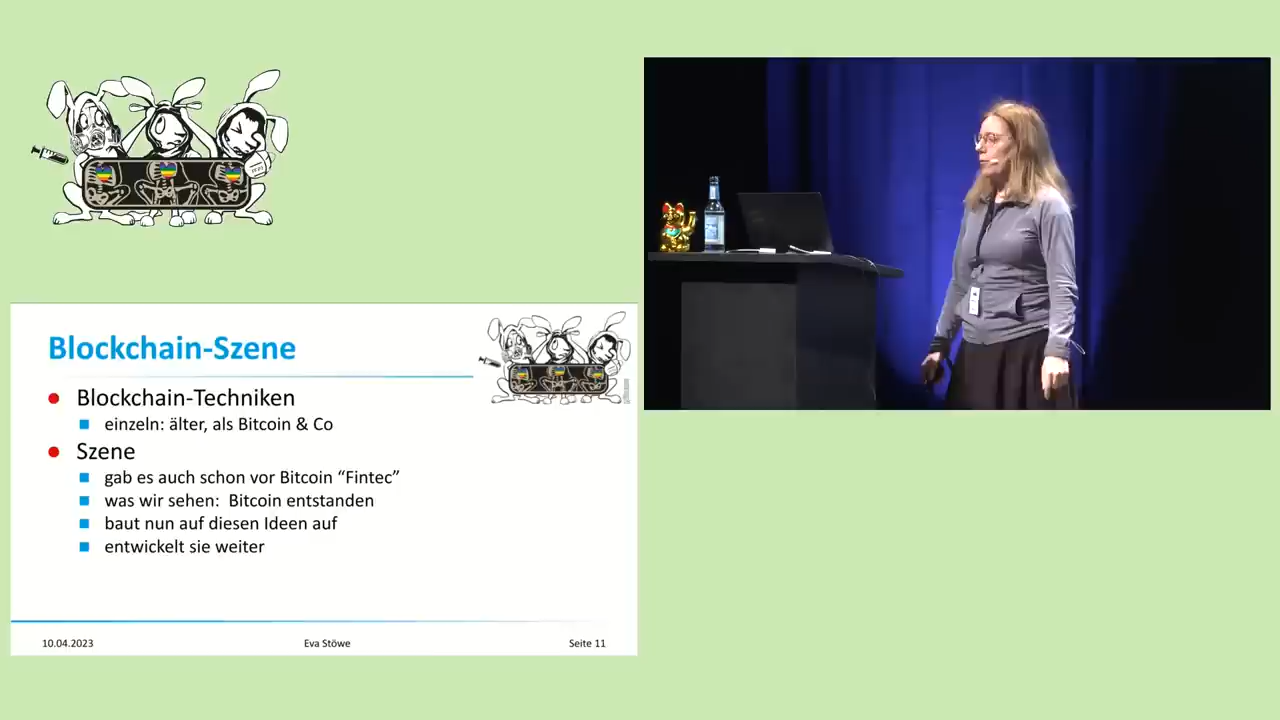 Blockchain-Szene
Blockchain-Techniken
einzeln: älter, als Bitcoin & Co
Szene
gab es auch schon vor Bitcoin “Fintec”
was wir sehen:  Bitcoin entstanden
baut nun auf diesen Ideen auf
entwickelt sie weiter
10.04.2023
Eva Stöwe
Seite 11